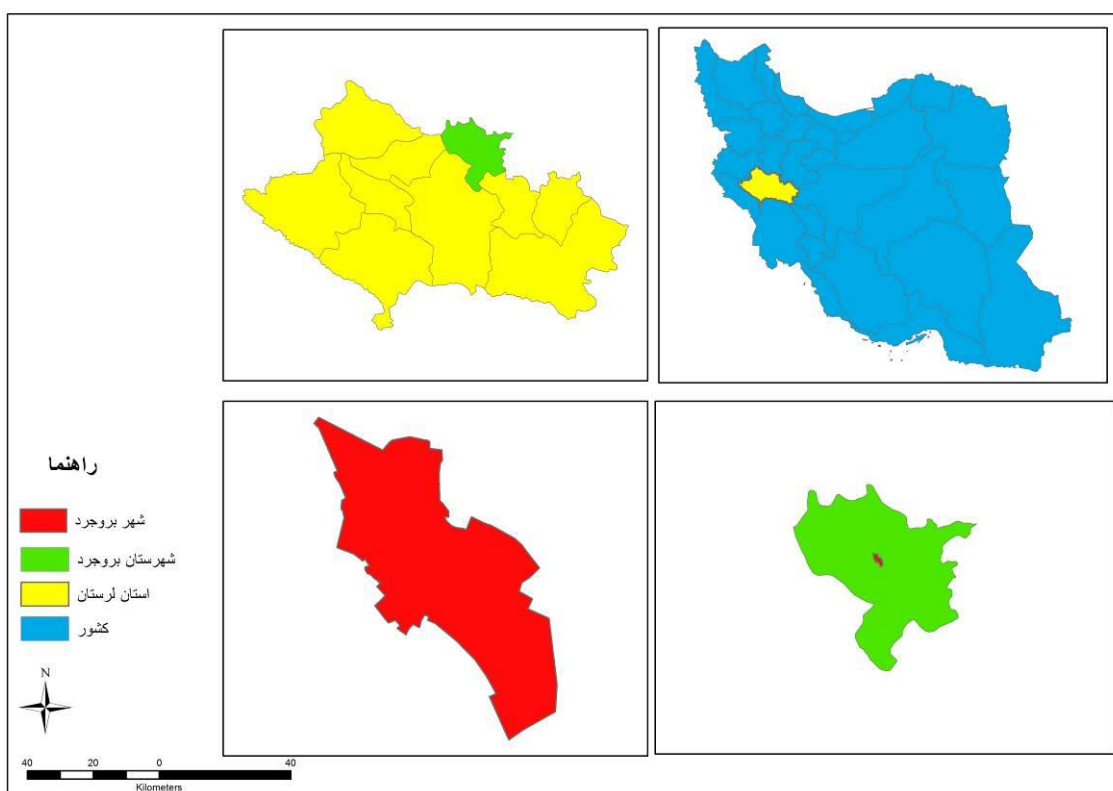 راهنما
شهر بروجرد
شهرستان بروجرد
استان لرستان
کشور
N
40 20 0 40
Kilometers